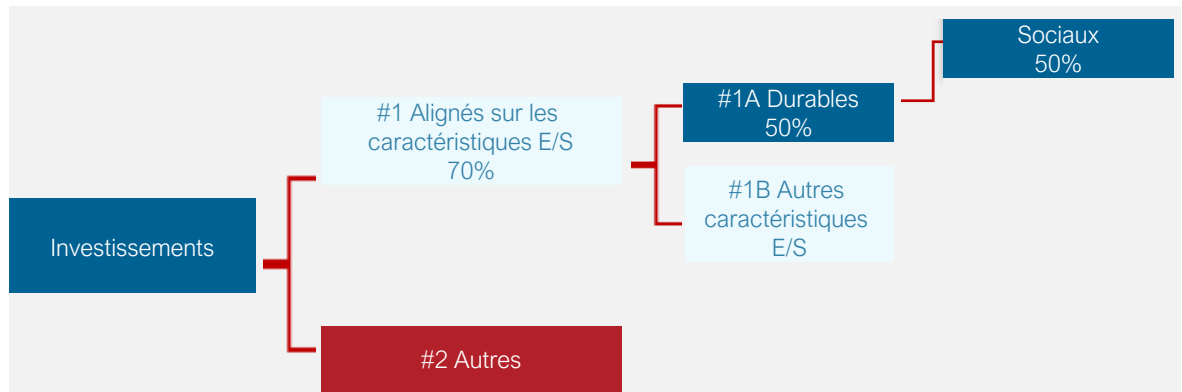 Investissements
#1 Alignés sur les
caractéristiques E/S
70%
#2 Autres
#1A Durables
50%
#1B Autres
caractéristiques
E/S
Sociaux
50%